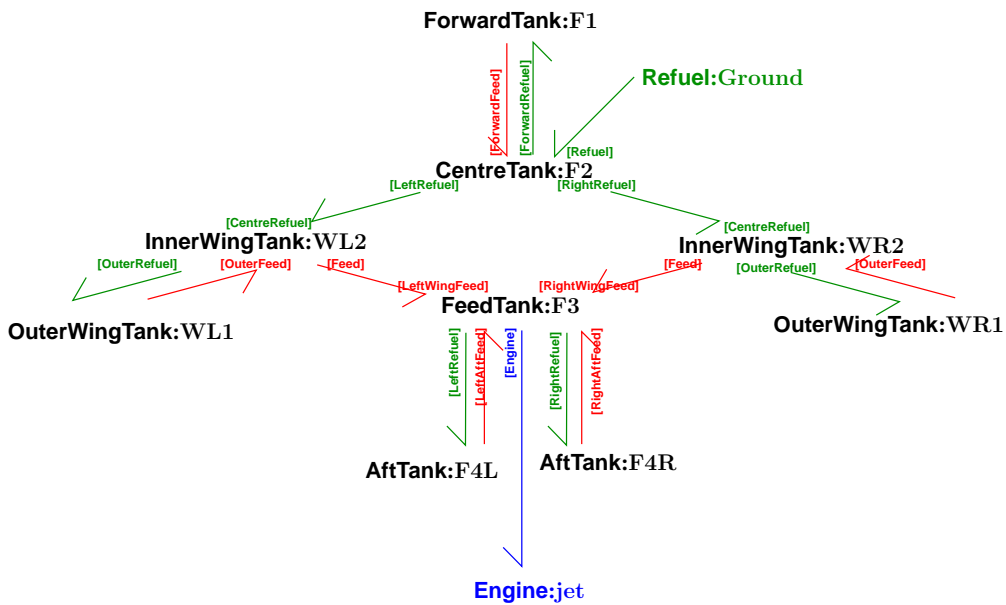 ForwardTank:F1
[ForwardFeed]
[ForwardRefuel]
Refuel:Ground
[Refuel]
CentreTank:F2
[LeftRefuel]
[RightRefuel]
[CentreRefuel]
[CentreRefuel]
InnerWingTank:WL2
InnerWingTank:WR2
[OuterRefuel]
[OuterFeed]
[Feed]
[Feed]
[OuterRefuel]
[OuterFeed]
[LeftWingFeed]
[RightWingFeed]
FeedTank:F3
OuterWingTank:WL1
OuterWingTank:WR1
[LeftRefuel]
[LeftAftFeed]
[Engine]
[RightRefuel]
[RightAftFeed]
AftTank:F4L
AftTank:F4R
Engine:jet